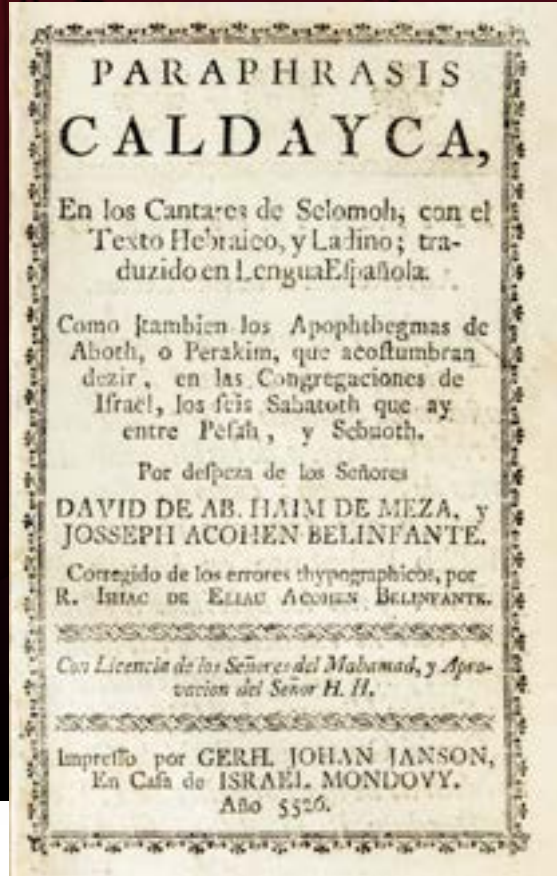 PARAPHRASIS
CALDAYCA,
En los Cantares de Selomoh, con el
Texto Hebraico, y Ladino; tra-
duzido en LenguaEſpañola.
Como tambien los Apophthegmas de
Aboth, o Perakim, que acoſtumbran
dezir, en las Congregaciones de
Iſrael, los ſeis Sabatoth que ay
entre Peſah, y Sebuoth.
Por deſpeza de los Señores
DAVID DE AB. HAIM DE MEZA, y
JOSSEPH ACOHEN BELINFANTE.
Corregido de los errores thypographicos, por
R. ISHAC DE ELIAU ACOHEN BELINFANTE.
Con Licencia de los Señores del Mahamad, y Apro-
vacion del Señor H. H.
Impreſſo por GERH. JOHAN JANSON,
En Caſa de ISRAEL MONDOVY.
Año 5526.